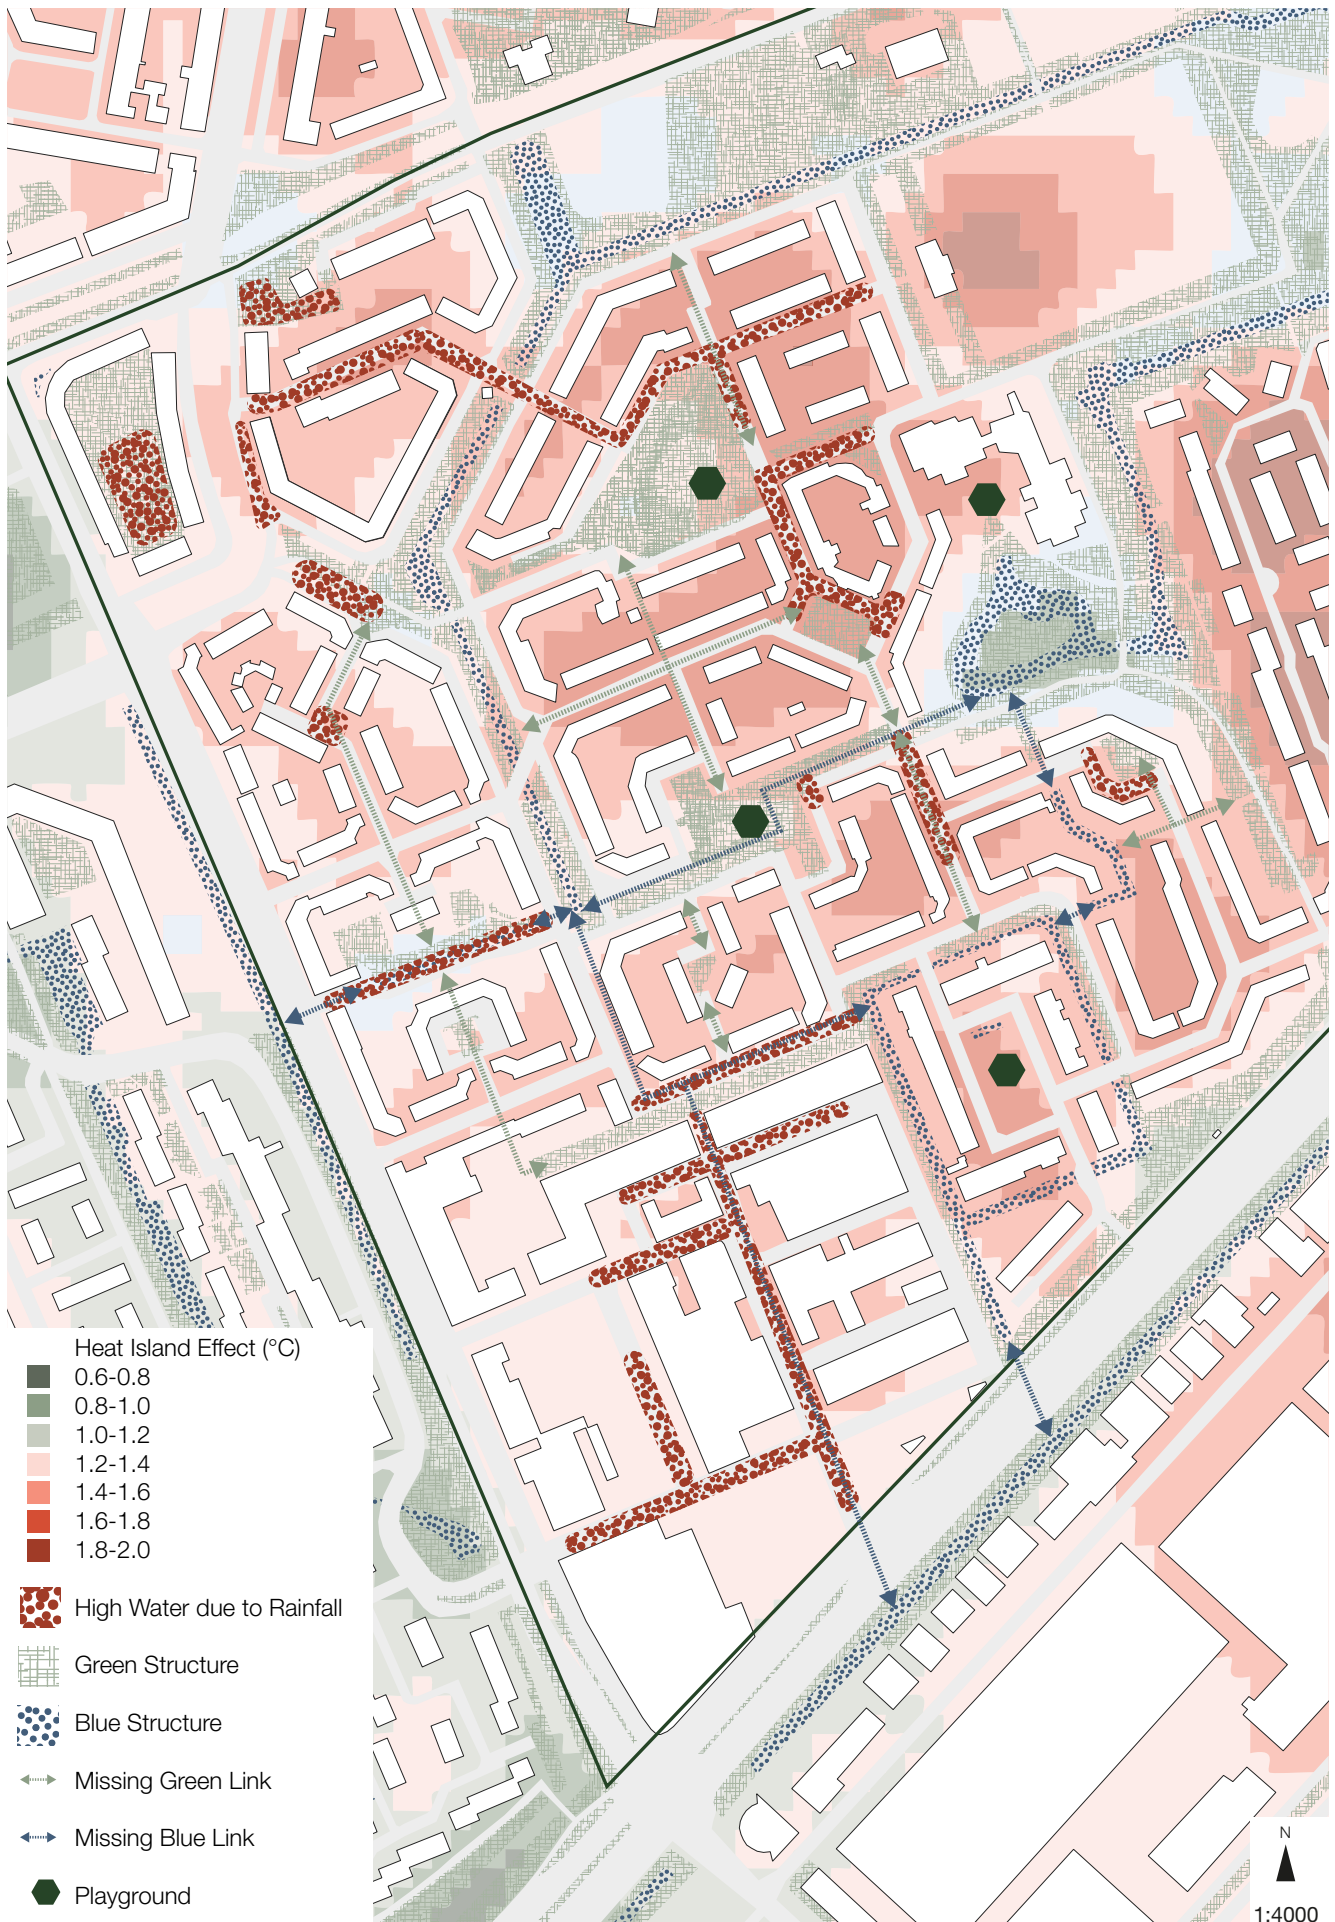 Heat Island Effect (°C)
0.6-0.8
0.8-1.0
1.0-1.2
1.2-1.4
1.4-1.6
1.6-1.8
1.8-2.0
High Water due to Rainfall
Green Structure
Blue Structure
Missing Green Link
Missing Blue Link
Playground
N
1:4000